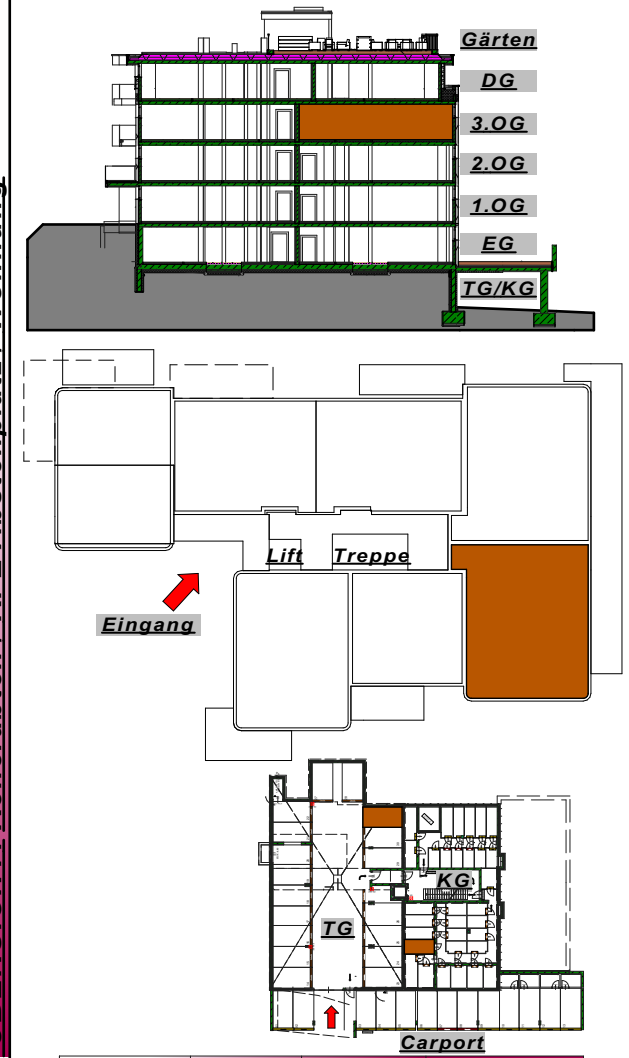 Gärten
DG
3.OG
2.OG
1.OG
EG
TG/KG
Lift Treppe
Eingang
KG
TG
Carport